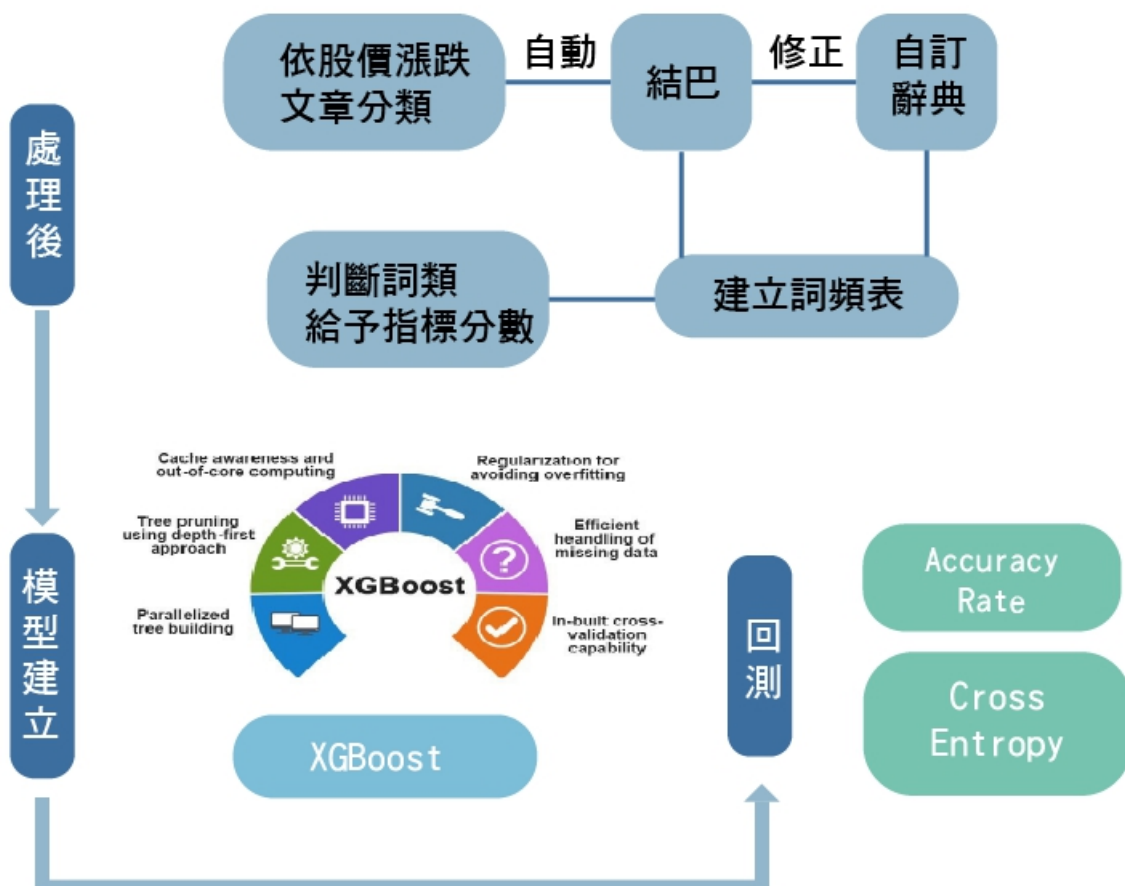 處理後
依股價漲跌
文章分類
自動
結巴
修正
自訂
辭典
判斷詞類
給予指標分數
建立詞頻表
模型建立
Cache awareness and
out-of-core computing
Regularization for
avoiding overfitting
Tree pruning
using depth-first
approach
Efficient
heandling of
missing data
XGBoost
Parallelized
tree building
In-built cross-
validation
capability
XGBoost
回測
Accuracy
Rate
Cross
Entropy